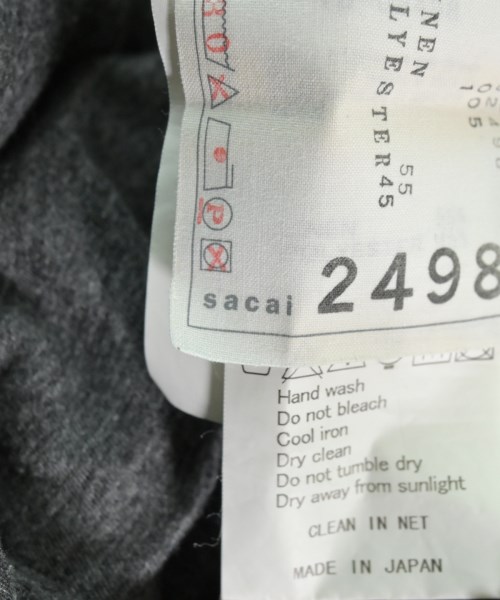 NEN
LYESTER45
55
sacai
2498
Hand wash
Do not bleach
Cool iron
Dry clean
Do not tumble dry
Dry away from sunlight
CLEAN IN NET
MADE IN JAPAN